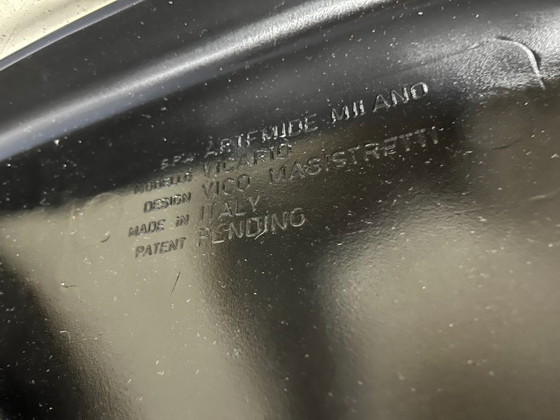 S.P.A. ARTEMIDE MILANO
MODELLO VICARIO
DESIGN VICO MAGISTRETTI
MADE IN ITALY
PATENT PENDING